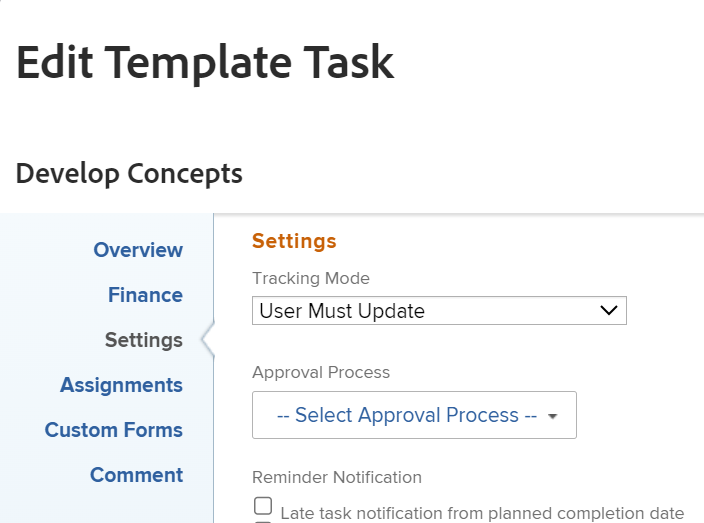 Edit Template Task
Develop Concepts
Overview
Finance
Settings
Assignments
Custom Forms
Comment
Settings
Tracking Mode
User Must Update
Approval Process
-- Select Approval Process --
Reminder Notification
Late task notification from planned completion date